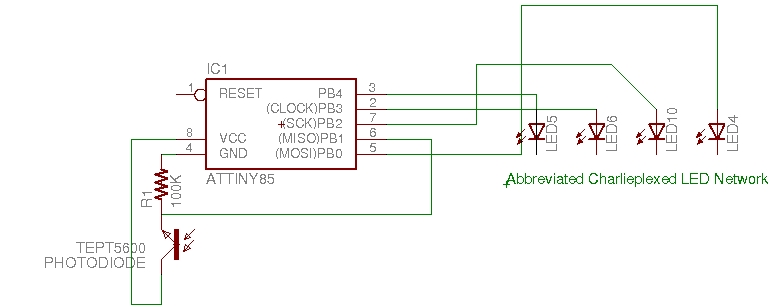 IC1
1 RESET PB4 3
(CLOCK)PB3 2
(SCK)PB2 7
8 VCC (MISO)PB1 6
4 GND (MOSI)PB0 5
ATTINY85
R1
100K
TEPT5600
PHOTODIODE
LED5
LED6
LED10
LED4
Abbreviated Charlieplexed LED Network